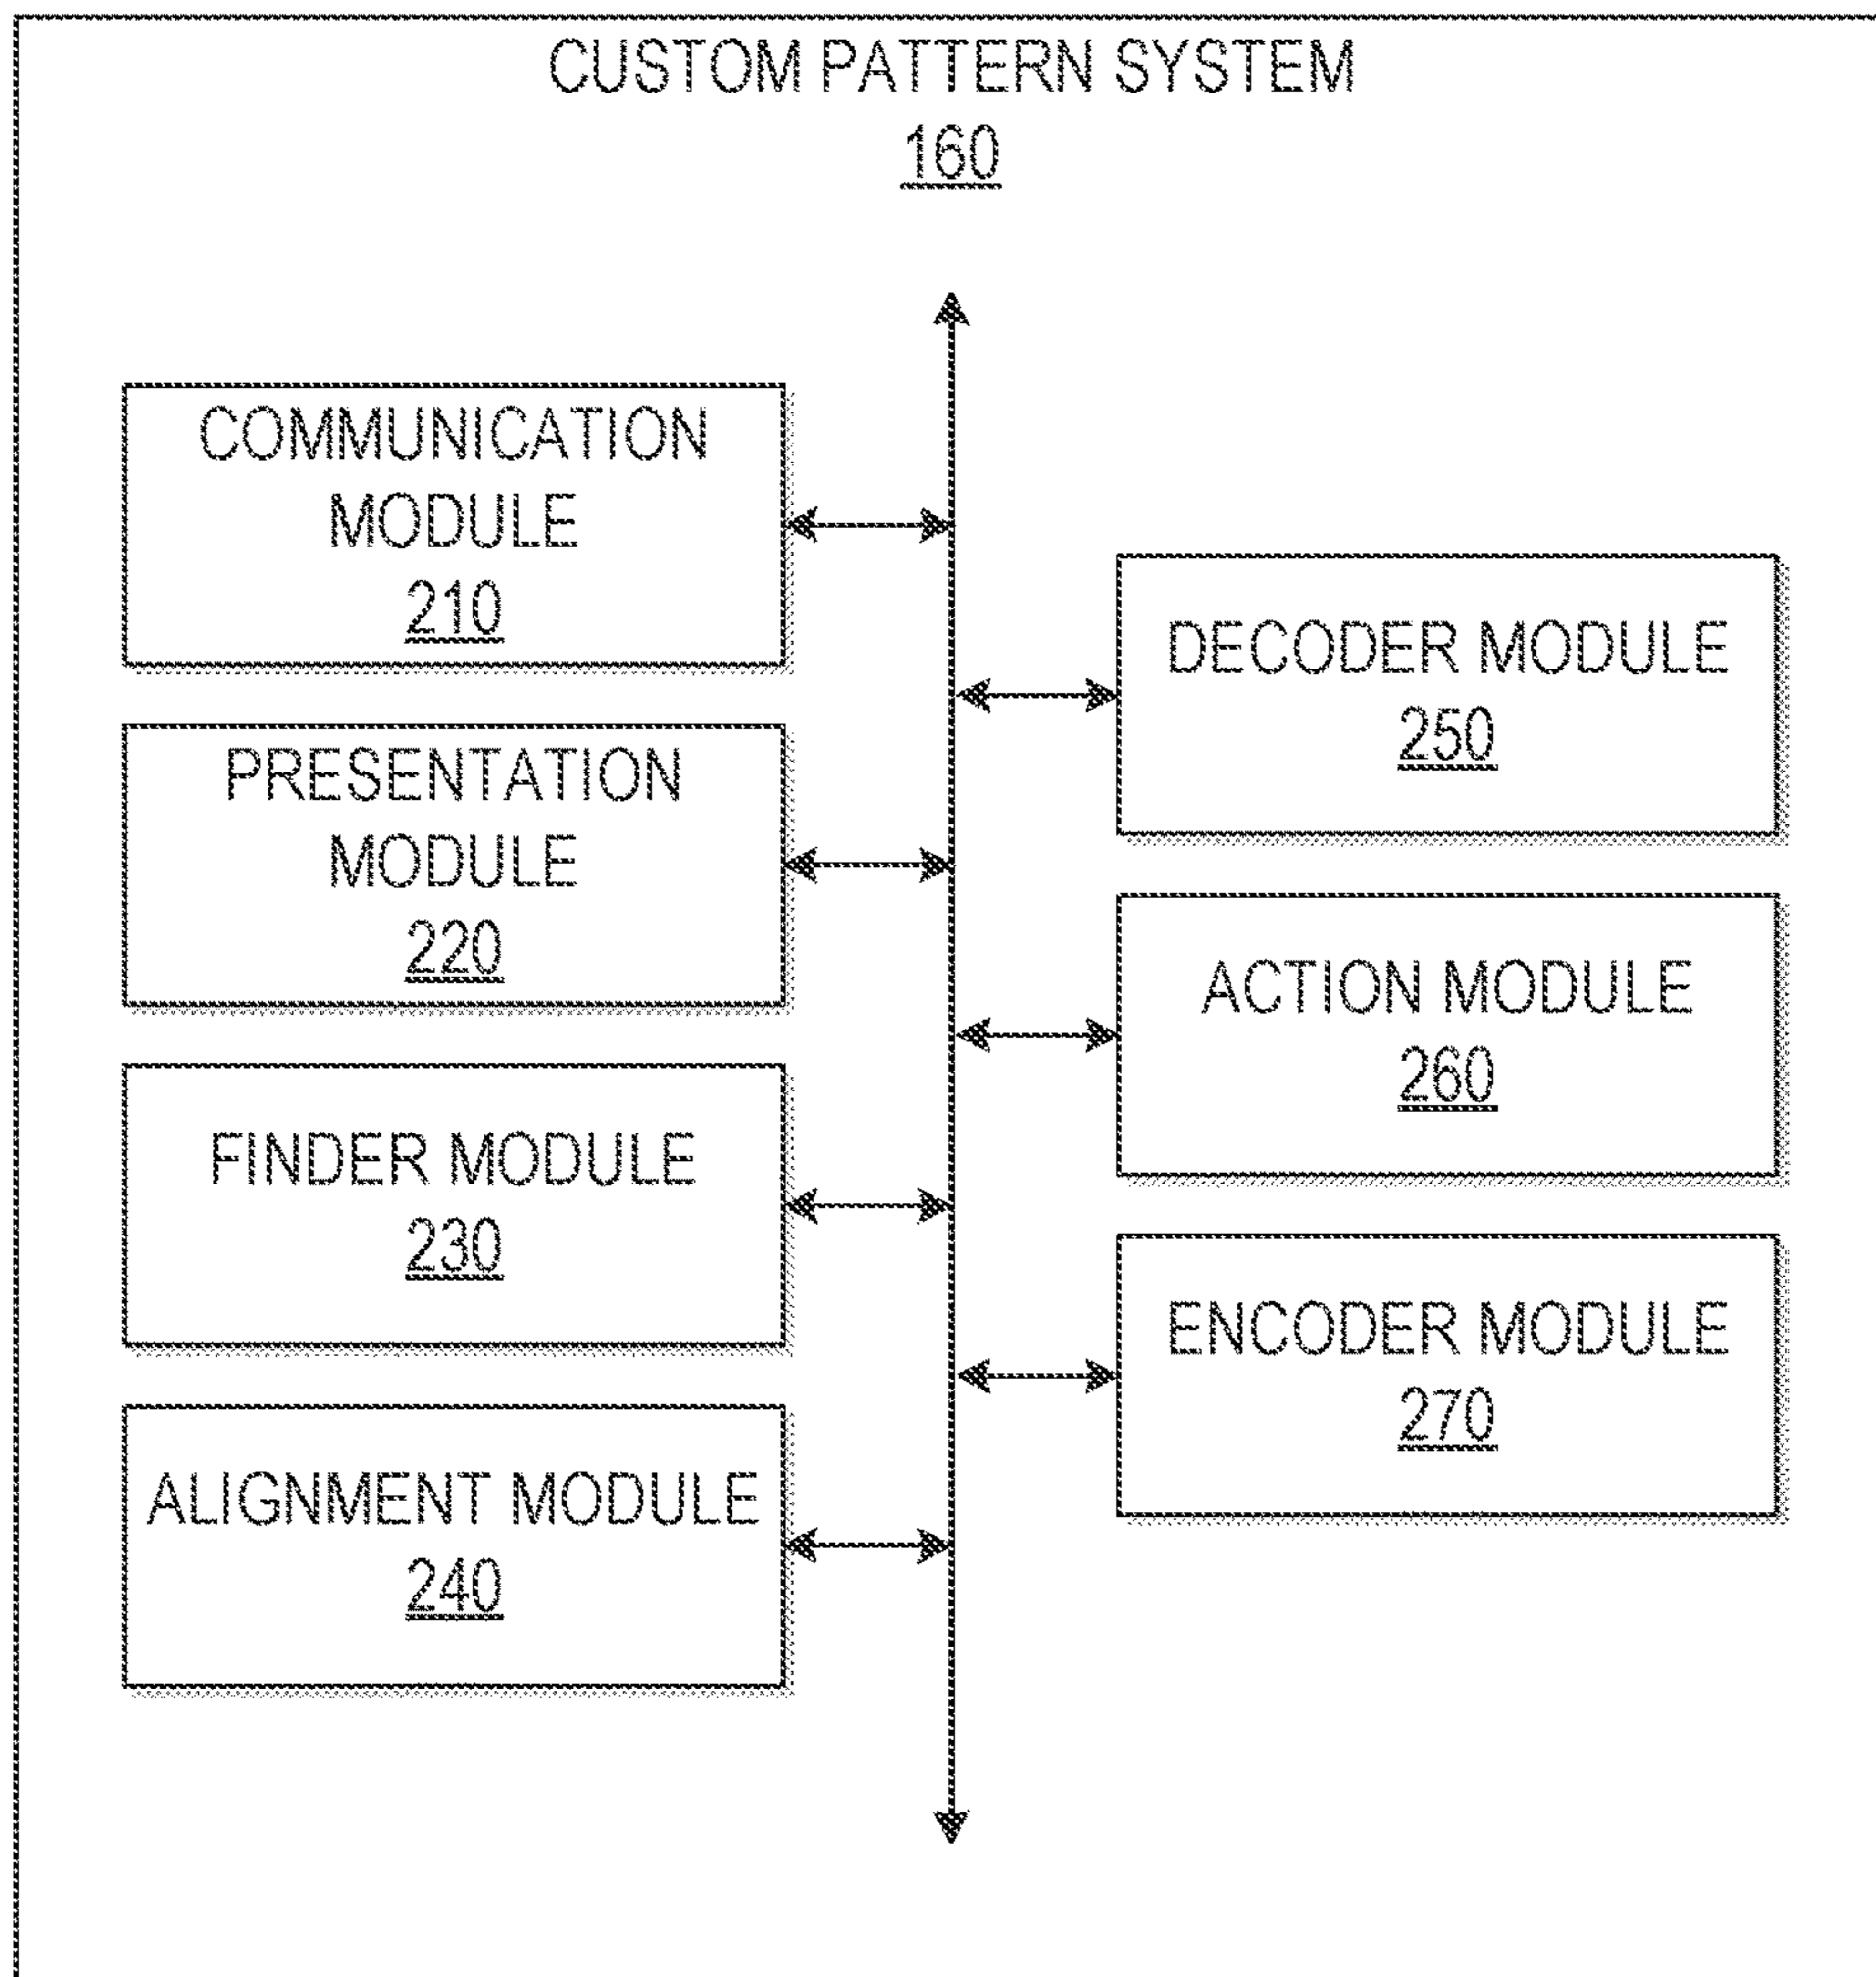 CUSTOM PATTERN SYSTEM
160
COMMUNICATION
MODULE
210
PRESENTATION
MODULE
220
FINDER MODULE
230
ALIGNMENT MODULE
240
DECODER MODULE
250
ACTION MODULE
260
ENCODER MODULE
270